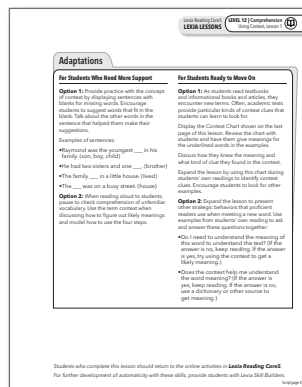 Lexia Reading Core5
LEXIA LESSONS
LEVEL 12 | Comprehension
Using Context, Lesson 1
Adaptations
For Students Who Need More Support
Option 1: Provide practice with the concept
of context by displaying sentences with
blanks for missing words. Encourage
students to suggest words that fit in the
blank. Talk about the other words in the
sentence that helped them make their
suggestions.
Examples of sentences:
•Raymond was the youngest ___ in his
family. (son, boy, child)
•He had two sisters and one ___. (brother)
•The family ___ in a little house. (lived)
•The ___ was on a busy street. (house)
Option 2: When reading aloud to students,
pause to check comprehension of unfamiliar
vocabulary. Use the term context when
discussing how to figure out likely meanings
and model how to use the four steps.
For Students Ready to Move On
Option 1: As students read textbooks
and informational books and articles, they
encounter new terms. Often, academic texts
provide particular kinds of context clues that
students can learn to look for.
Display the Context Chart shown on the last
page of this lesson. Review the chart with
students and have them give meanings for
the underlined words in the examples.
Discuss how they knew the meaning and
what kind of clue they found in the context.
Expand the lesson by using this chart during
students' own readings to identify context
clues. Encourage students to look for other
examples.
Option 2: Expand the lesson to present
other strategic behaviors that proficient
readers use when meeting a new word. Use
examples from students' own reading to ask
and answer these questions together:
•Do I need to understand the meaning of
this word to understand the text? (If the
answer is no, keep reading. If the answer
is yes, try using the context to get a
likely meaning.)
•Does the context help me understand
the word meaning? (If the answer is
yes, keep reading. If the answer is no,
use a dictionary or other source to
get meaning.)
Students who complete this lesson should return to the online activities in Lexia Reading Core5.
For further development of automaticity with these skills, provide students with Lexia Skill Builders.